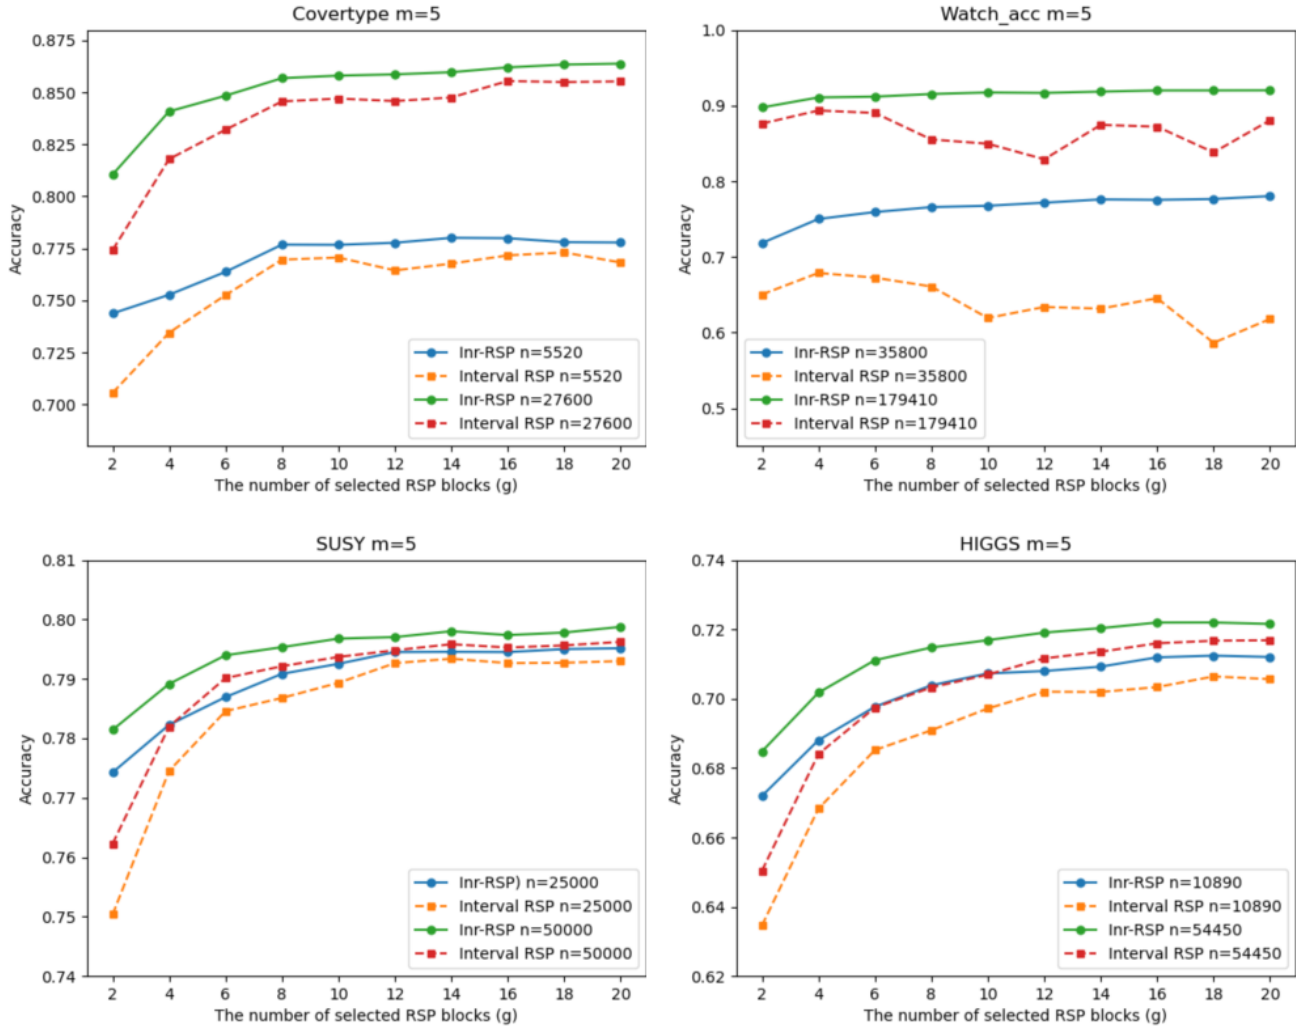 Covertype m=5
0.875
0.850
0.825
0.800
0.775
0.750
0.725
0.700
Accuracy
Inr-RSP n=5520
Interval RSP n=5520
Inr-RSP n=27600
Interval RSP n=27600
2 4 6 8 10 12 14 16 18 20
The number of selected RSP blocks (g)
Watch_acc m=5
1.0
0.9
0.8
0.7
0.6
0.5
Accuracy
Inr-RSP n=35800
Interval RSP n=35800
Inr-RSP n=179410
Interval RSP n=179410
2 4 6 8 10 12 14 16 18 20
The number of selected RSP blocks (g)
SUSY m=5
0.81
0.80
0.79
0.78
0.77
0.76
0.75
0.74
Accuracy
Inr-RSP) n=25000
Interval RSP n=25000
Inr-RSP n=50000
Interval RSP n=50000
2 4 6 8 10 12 14 16 18 20
The number of selected RSP blocks (g)
HIGGS m=5
0.74
0.72
0.70
0.68
0.66
0.64
0.62
Accuracy
Inr-RSP n=10890
Interval RSP n=10890
Inr-RSP n=54450
Interval RSP n=54450
2 4 6 8 10 12 14 16 18 20
The number of selected RSP blocks (g)